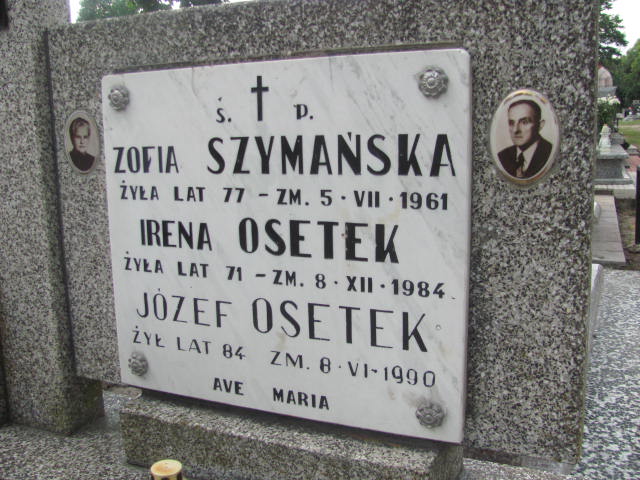 Ś. P.
ZOFIA SZYMAŃSKA
ŻYŁA LAT 77 - ZM. 5 · VII · 1961
IRENA OSETEK
ŻYŁA LAT 71 - ZM. 8 · XII · 1984
JÓZEF OSETEK
ŻYŁ LAT 84 ZM. 8 · VI - 1990
AVE MARIA